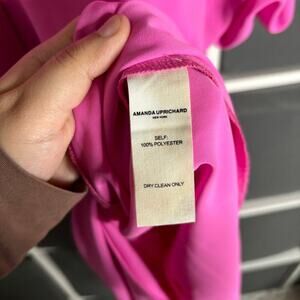 AMANDA UPRICHARD
NEW YORK
SELF:
100% POLYESTER
DRY CLEAN ONLY